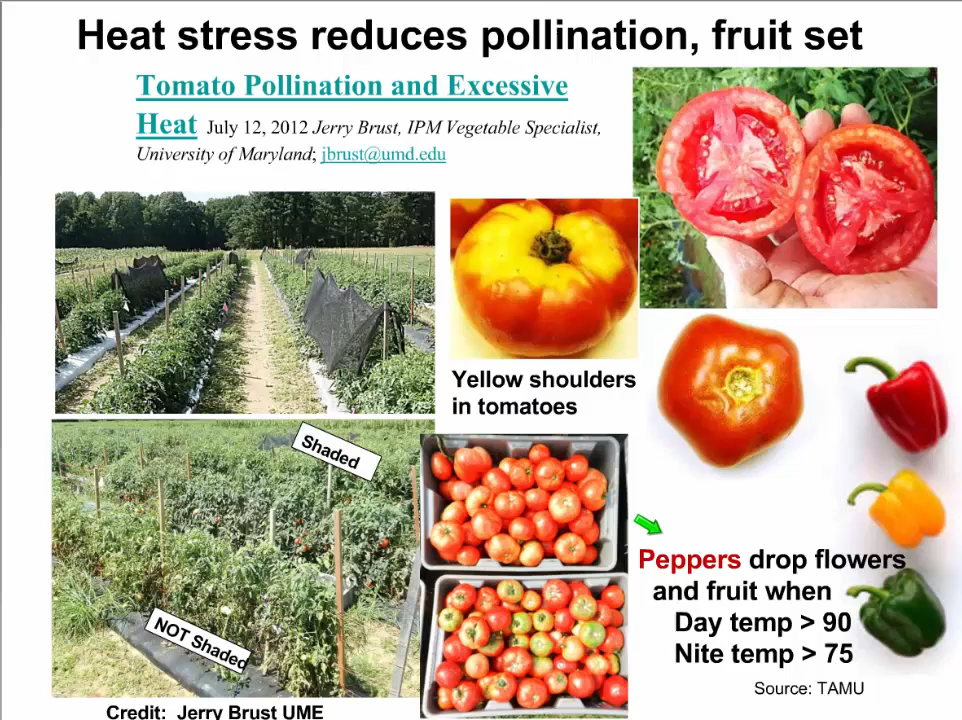 Heat stress reduces pollination, fruit set
Tomato Pollination and Excessive
Heat July 12, 2012 Jerry Brust, IPM Vegetable Specialist,
University of Maryland; jbrust@umd.edu
Yellow shoulders
in tomatoes
Shaded
NOT Shaded
Peppers drop flowers
and fruit when
Day temp > 90
Nite temp > 75
Source: TAMU
Credit: Jerry Brust UME